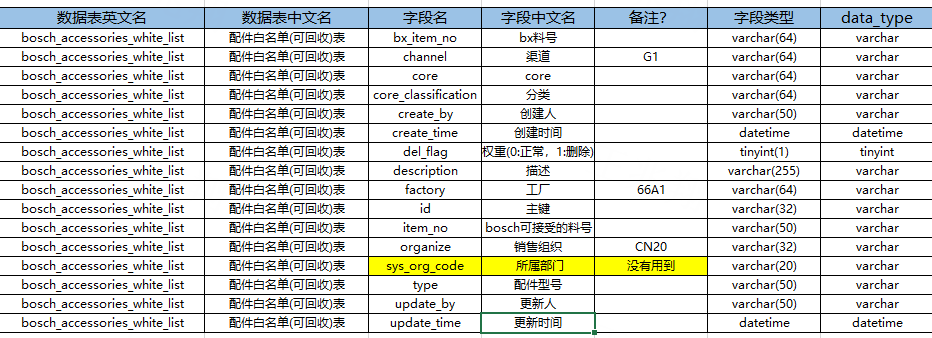 数据表英文名 数据表中文名 字段名 字段中文名 备注? 字段类型 data_type
bosch_accessories_white_list 配件白名单(可回收)表 bx_item_no bx料号 varchar(64) varchar
bosch_accessories_white_list 配件白名单(可回收)表 channel 渠道 G1 varchar(64) varchar
bosch_accessories_white_list 配件白名单(可回收)表 core core varchar(64) varchar
bosch_accessories_white_list 配件白名单(可回收)表 core_classification 分类 varchar(64) varchar
bosch_accessories_white_list 配件白名单(可回收)表 create_by 创建人 varchar(50) varchar
bosch_accessories_white_list 配件白名单(可回收)表 create_time 创建时间 datetime datetime
bosch_accessories_white_list 配件白名单(可回收)表 del_flag 权重(0:正常，1:删除) tinyint(1) tinyint
bosch_accessories_white_list 配件白名单(可回收)表 description 描述 varchar(255) varchar
bosch_accessories_white_list 配件白名单(可回收)表 factory 工厂 66A1 varchar(64) varchar
bosch_accessories_white_list 配件白名单(可回收)表 id 主键 varchar(32) varchar
bosch_accessories_white_list 配件白名单(可回收)表 item_no bosch可接受的料号 varchar(50) varchar
bosch_accessories_white_list 配件白名单(可回收)表 organize 销售组织 CN20 varchar(32) varchar
bosch_accessories_white_list 配件白名单(可回收)表 sys_org_code 所属部门 没有用到 varchar(20) varchar
bosch_accessories_white_list 配件白名单(可回收)表 type 配件型号 varchar(50) varchar
bosch_accessories_white_list 配件白名单(可回收)表 update_by 更新人 varchar(50) varchar
bosch_accessories_white_list 配件白名单(可回收)表 update_time 更新时间 datetime datetime